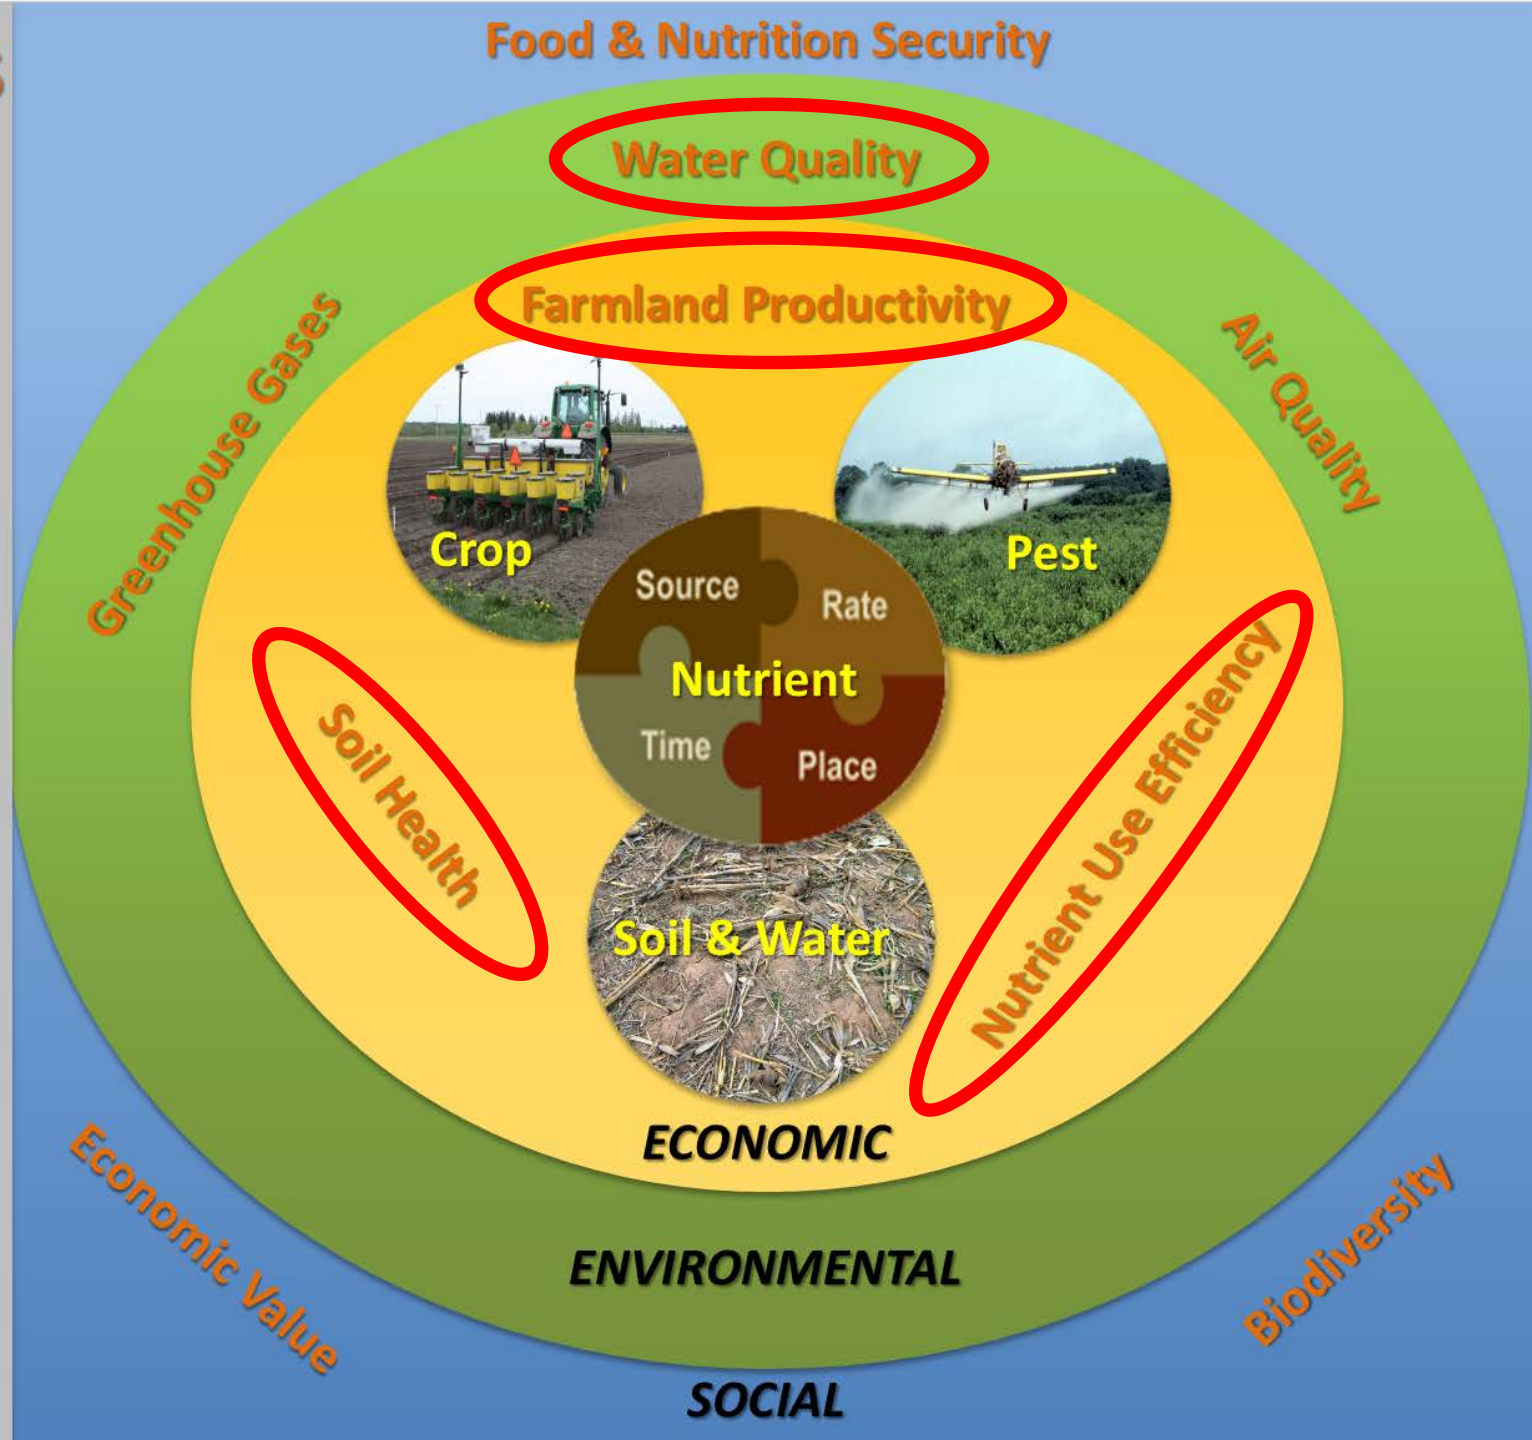 Food & Nutrition Security
Water Quality
Farmland Productivity
Greenhouse Gases
Air Quality
Crop
Pest
Source
Rate
Nutrient
Time
Place
Soil Health
Nutrient Use Efficiency
Soil & Water
ECONOMIC
Economic Value
ENVIRONMENTAL
Biodiversity
SOCIAL